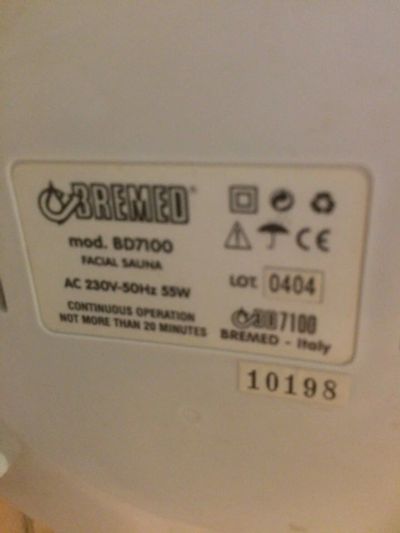 BREMED
mod. BD7100
FACIAL SAUNA
AC 230V-50Hz 55W
CONTINUOUS OPERATION
NOT MORE THAN 20 MINUTES
CE
LOT 0404
BD7100
BREMED - Italy
10198